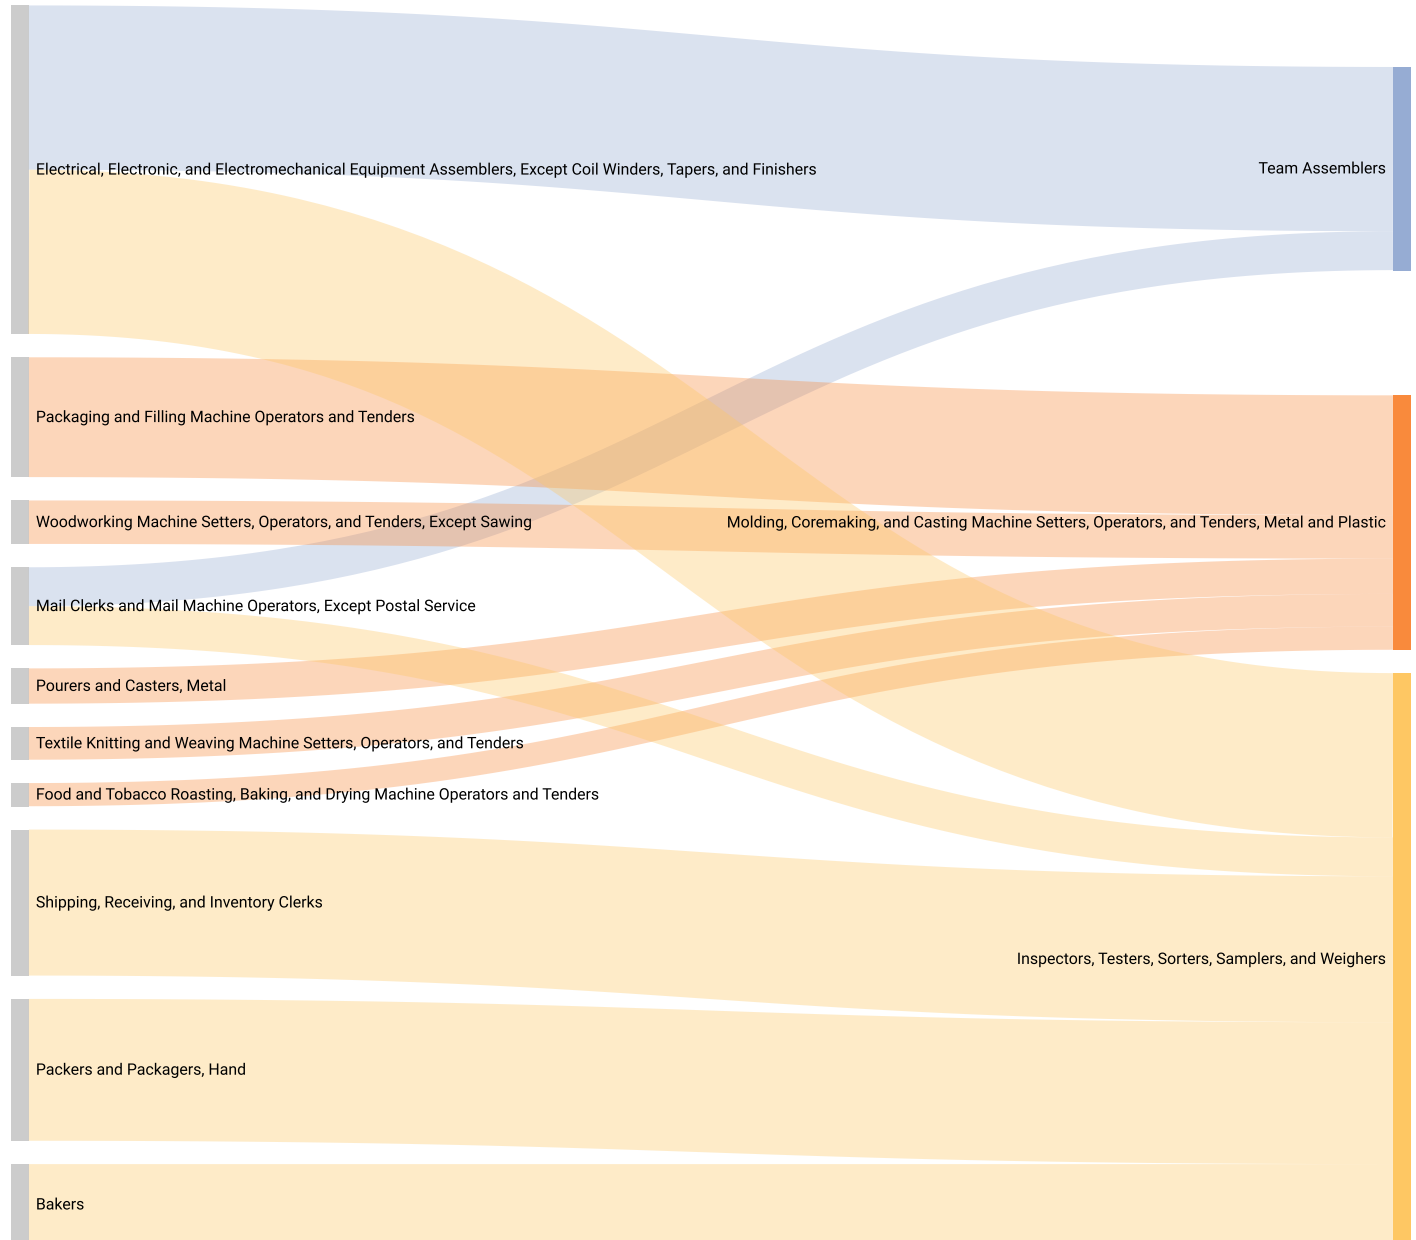 Electrical, Electronic, and Electromechanical Equipment Assemblers, Except Coil Winders, Tapers, and Finishers
Team Assemblers
Packaging and Filling Machine Operators and Tenders
Woodworking Machine Setters, Operators, and Tenders, Except Sawing
Molding, Coremaking, and Casting Machine Setters, Operators, and Tenders, Metal and Plastic
Mail Clerks and Mail Machine Operators, Except Postal Service
Pourers and Casters, Metal
Textile Knitting and Weaving Machine Setters, Operators, and Tenders
Food and Tobacco Roasting, Baking, and Drying Machine Operators and Tenders
Shipping, Receiving, and Inventory Clerks
Inspectors, Testers, Sorters, Samplers, and Weighers
Packers and Packagers, Hand
Bakers